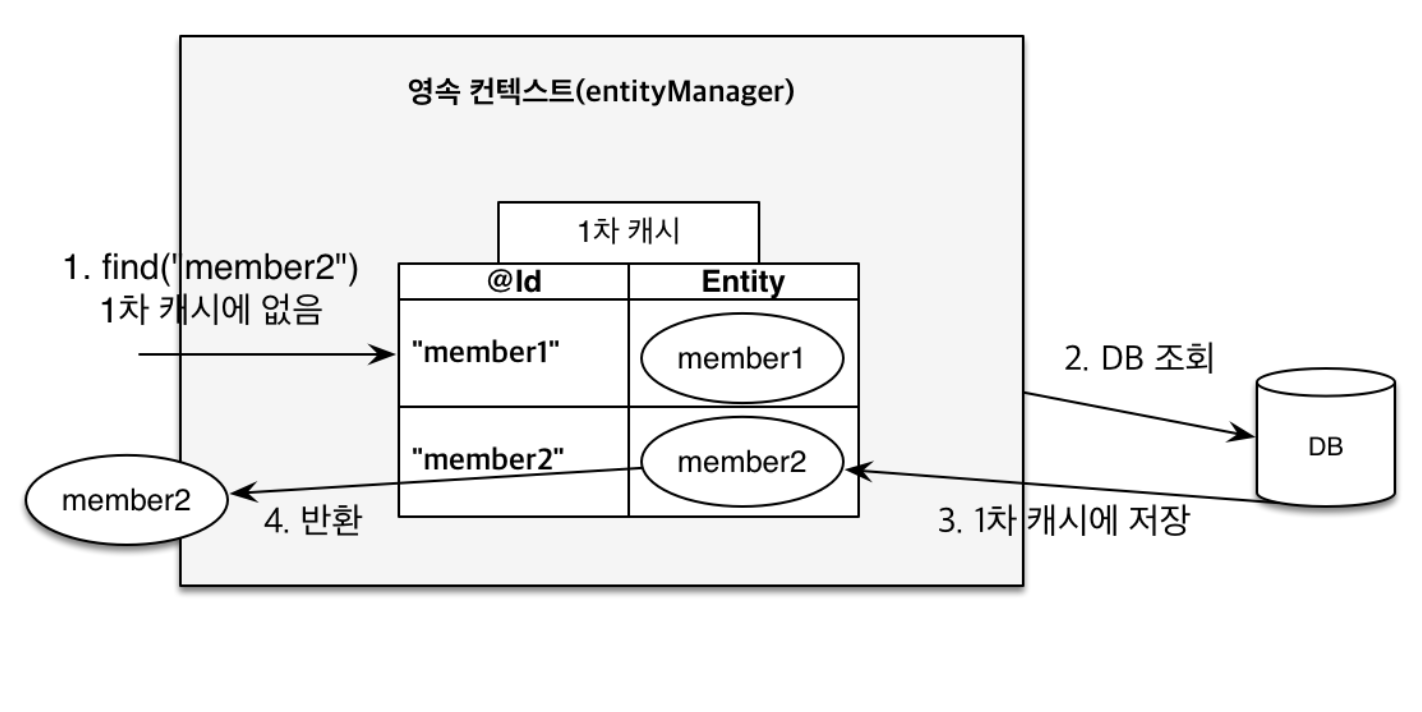 영속 컨텍스트(entityManager)
1차 캐시
1. find("member2")
1차 캐시에 없음
@Id
Entity
"member1"
member1
2. DB 조회
DB
"member2"
member2
member2
4. 반환
3. 1차 캐시에 저장